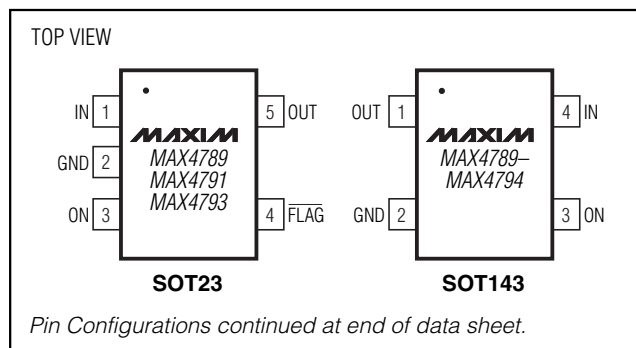 TOP VIEW
IN 1
5 OUT
GND 2
ON 3
4 FLAG
MAXIM
MAX4789
MAX4791
MAX4793
SOT23
OUT 1
4 IN
GND 2
3 ON
MAXIM
MAX4789–
MAX4794
SOT143
Pin Configurations continued at end of data sheet.